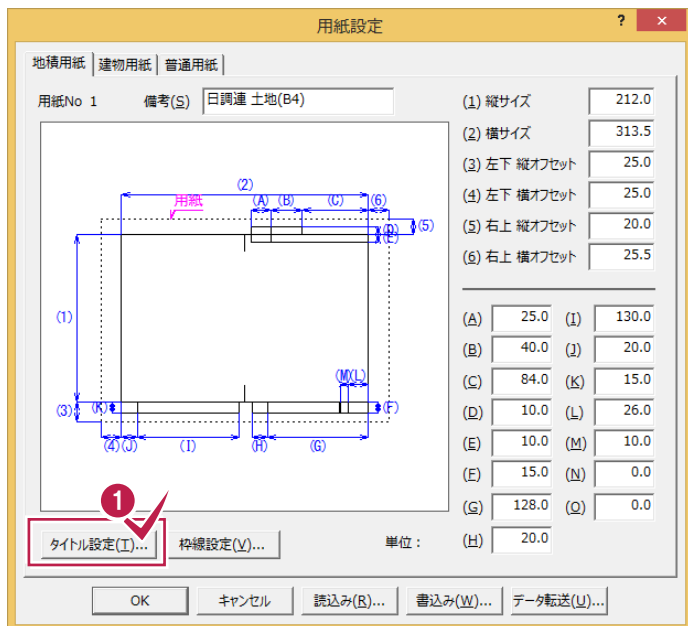 用紙設定
? ×
地積用紙 建物用紙 普通用紙
用紙No 1 備考(S) 日調連 土地(B4)
(1) 縦サイズ 212.0
(2) 横サイズ 313.5
(3) 左下 縦オフセット 25.0
(4) 左下 横オフセット 25.0
(5) 右上 縦オフセット 20.0
(6) 右上 横オフセット 25.5
(2)
用紙 (A) (B) (C) (6)
(D) (5)
(E)
(1)
(M)(L)
(3) (K) (F)
(4) (J) (I) (H) (G)
(A) 25.0 (I) 130.0
(B) 40.0 (J) 20.0
(C) 84.0 (K) 15.0
(D) 10.0 (L) 26.0
(E) 10.0 (M) 10.0
(F) 15.0 (N) 0.0
(G) 128.0 (O) 0.0
(H) 20.0
1
タイトル設定(T)... 枠線設定(V)... 単位：
OK キャンセル 読込み(R)... 書込み(W)... データ転送(U)...